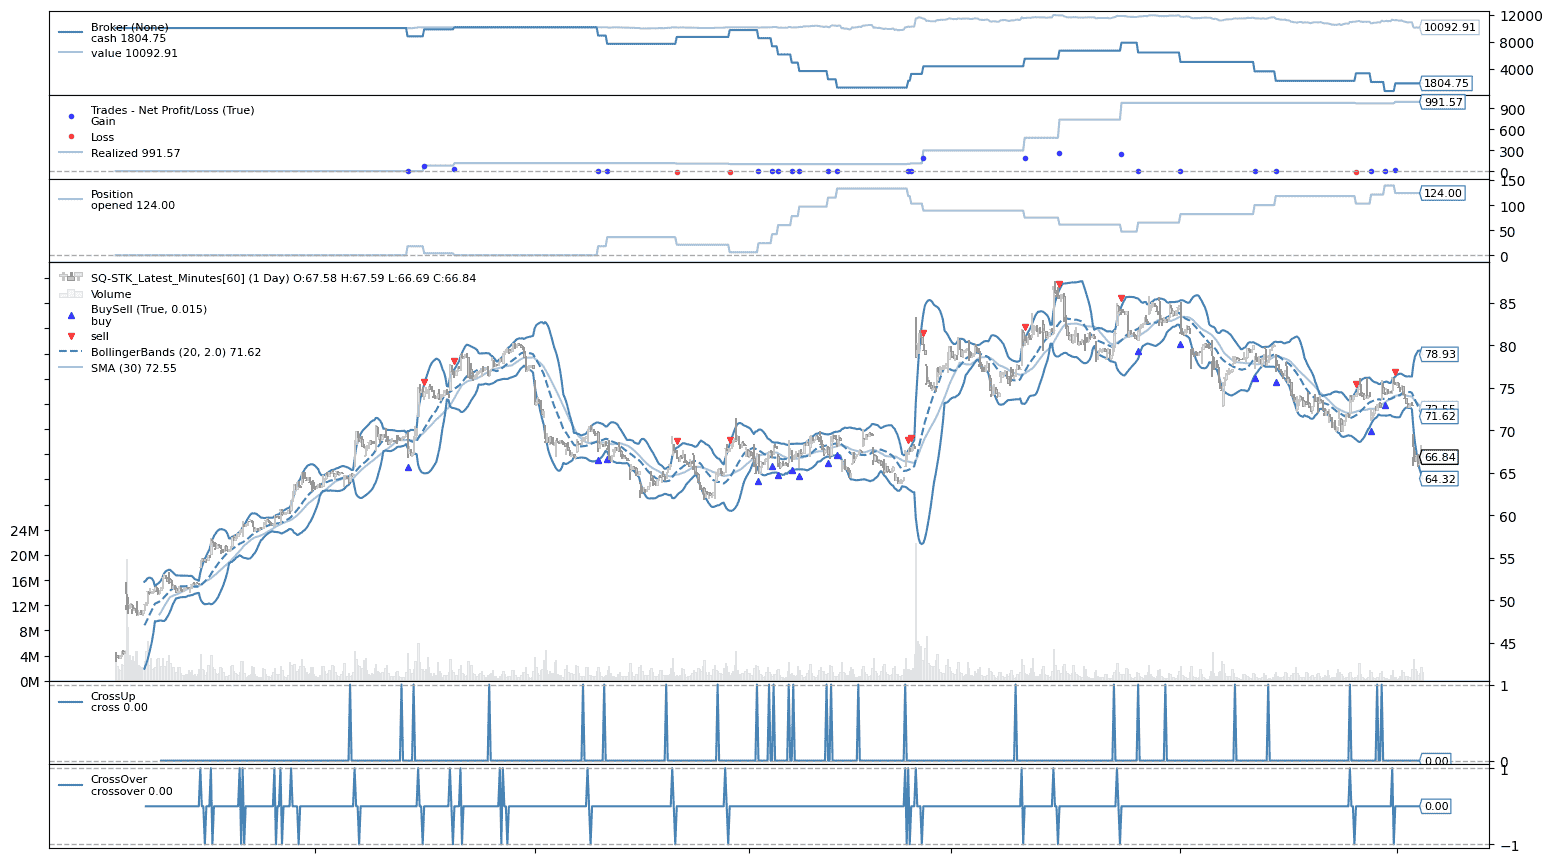 Broker (None)
cash 1804.75
value 10092.91
12000
10092.91
8000
4000
1804.75
Trades - Net Profit/Loss (True)
Gain
Loss
Realized 991.57
991.57
900
600
300
0
Position
opened 124.00
150
124.00
100
50
0
SQ-STK_Latest_Minutes[60] (1 Day) O:67.58 H:67.59 L:66.69 C:66.84
Volume
BuySell (True, 0.015)
buy
sell
BollingerBands (20, 2.0) 71.62
SMA (30) 72.55
85
80
78.93
75
72.55
71.62
70
66.84
65
64.32
60
55
50
45
24M
20M
16M
12M
8M
4M
0M
CrossUp
cross 0.00
1
0.00
0
CrossOver
crossover 0.00
1
0.00
−1